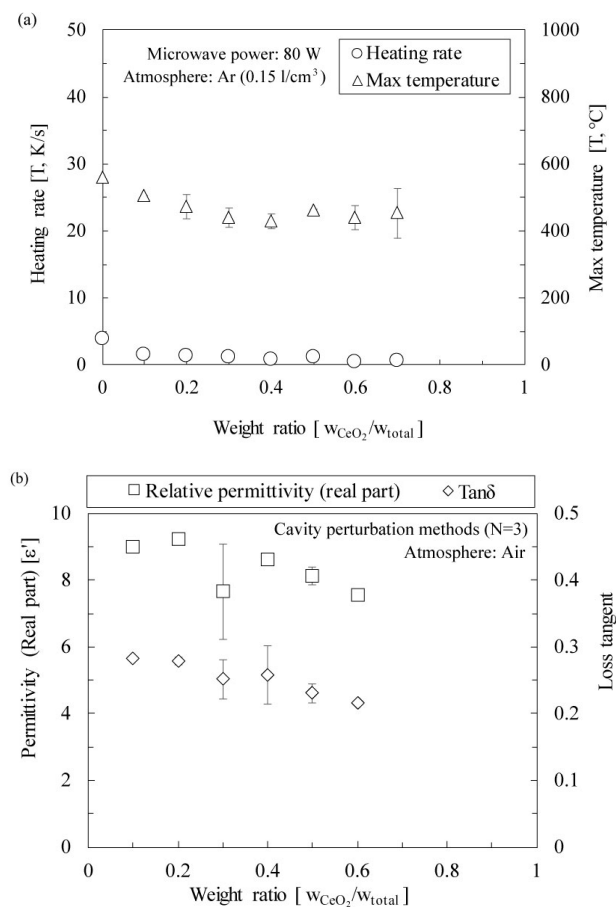 (a)
50
40
30
20
10
0
Heating rate [T, K/s]
Microwave power: 80 W
Atmosphere: Ar (0.15 l/cm³)
Heating rate
Max temperature
1000
800
600
400
200
0
Max temperature [T,°C]
0 0.2 0.4 0.6 0.8 1
Weight ratio [ w_CeO₂/w_total]
(b)
Relative permittivity (real part) Tanδ
Cavity perturbation methods (N=3)
Atmosphere: Air
10
8
6
4
2
0
Permittivity (Real part) [ε']
0.5
0.4
0.3
0.2
0.1
0
Loss tangent
0 0.2 0.4 0.6 0.8 1
Weight ratio [ w_CeO₂/w_total]